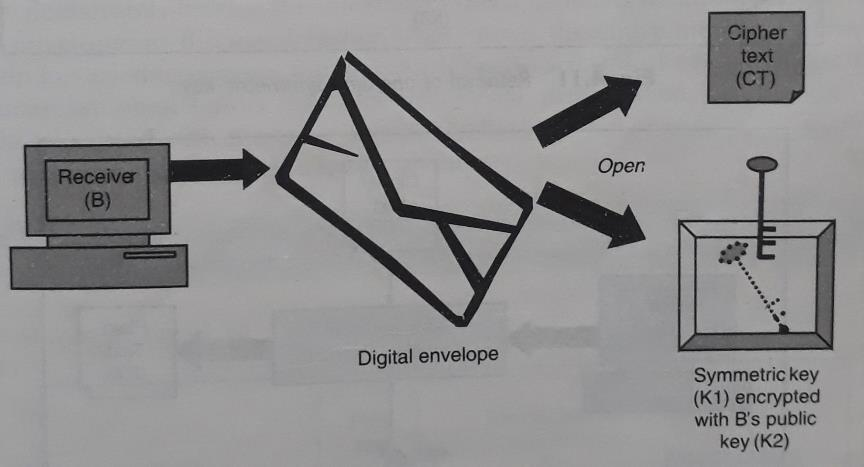 Receiver
(B)
Digital envelope
Open
Cipher
text
(CT)
Symmetric key
(K1) encrypted
with B's public
key (K2)